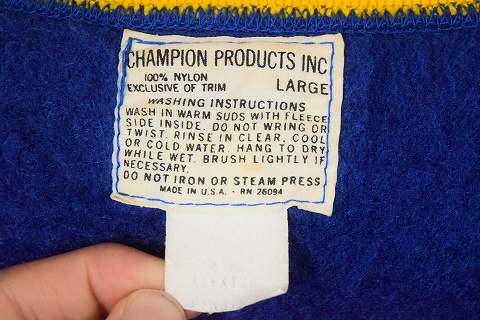 CHAMPION PRODUCTS INC
100% NYLON
EXCLUSIVE OF TRIM LARGE
WASHING INSTRUCTIONS
WASH IN WARM SUDS WITH FLEECE
SIDE INSIDE. DO NOT WRING OR
TWIST. RINSE IN CLEAR, COOL
OR COLD WATER. HANG TO DRY
WHILE WET. BRUSH LIGHTLY IF
NECESSARY.
DO NOT IRON OR STEAM PRESS
MADE IN U.S.A. - RN 26094